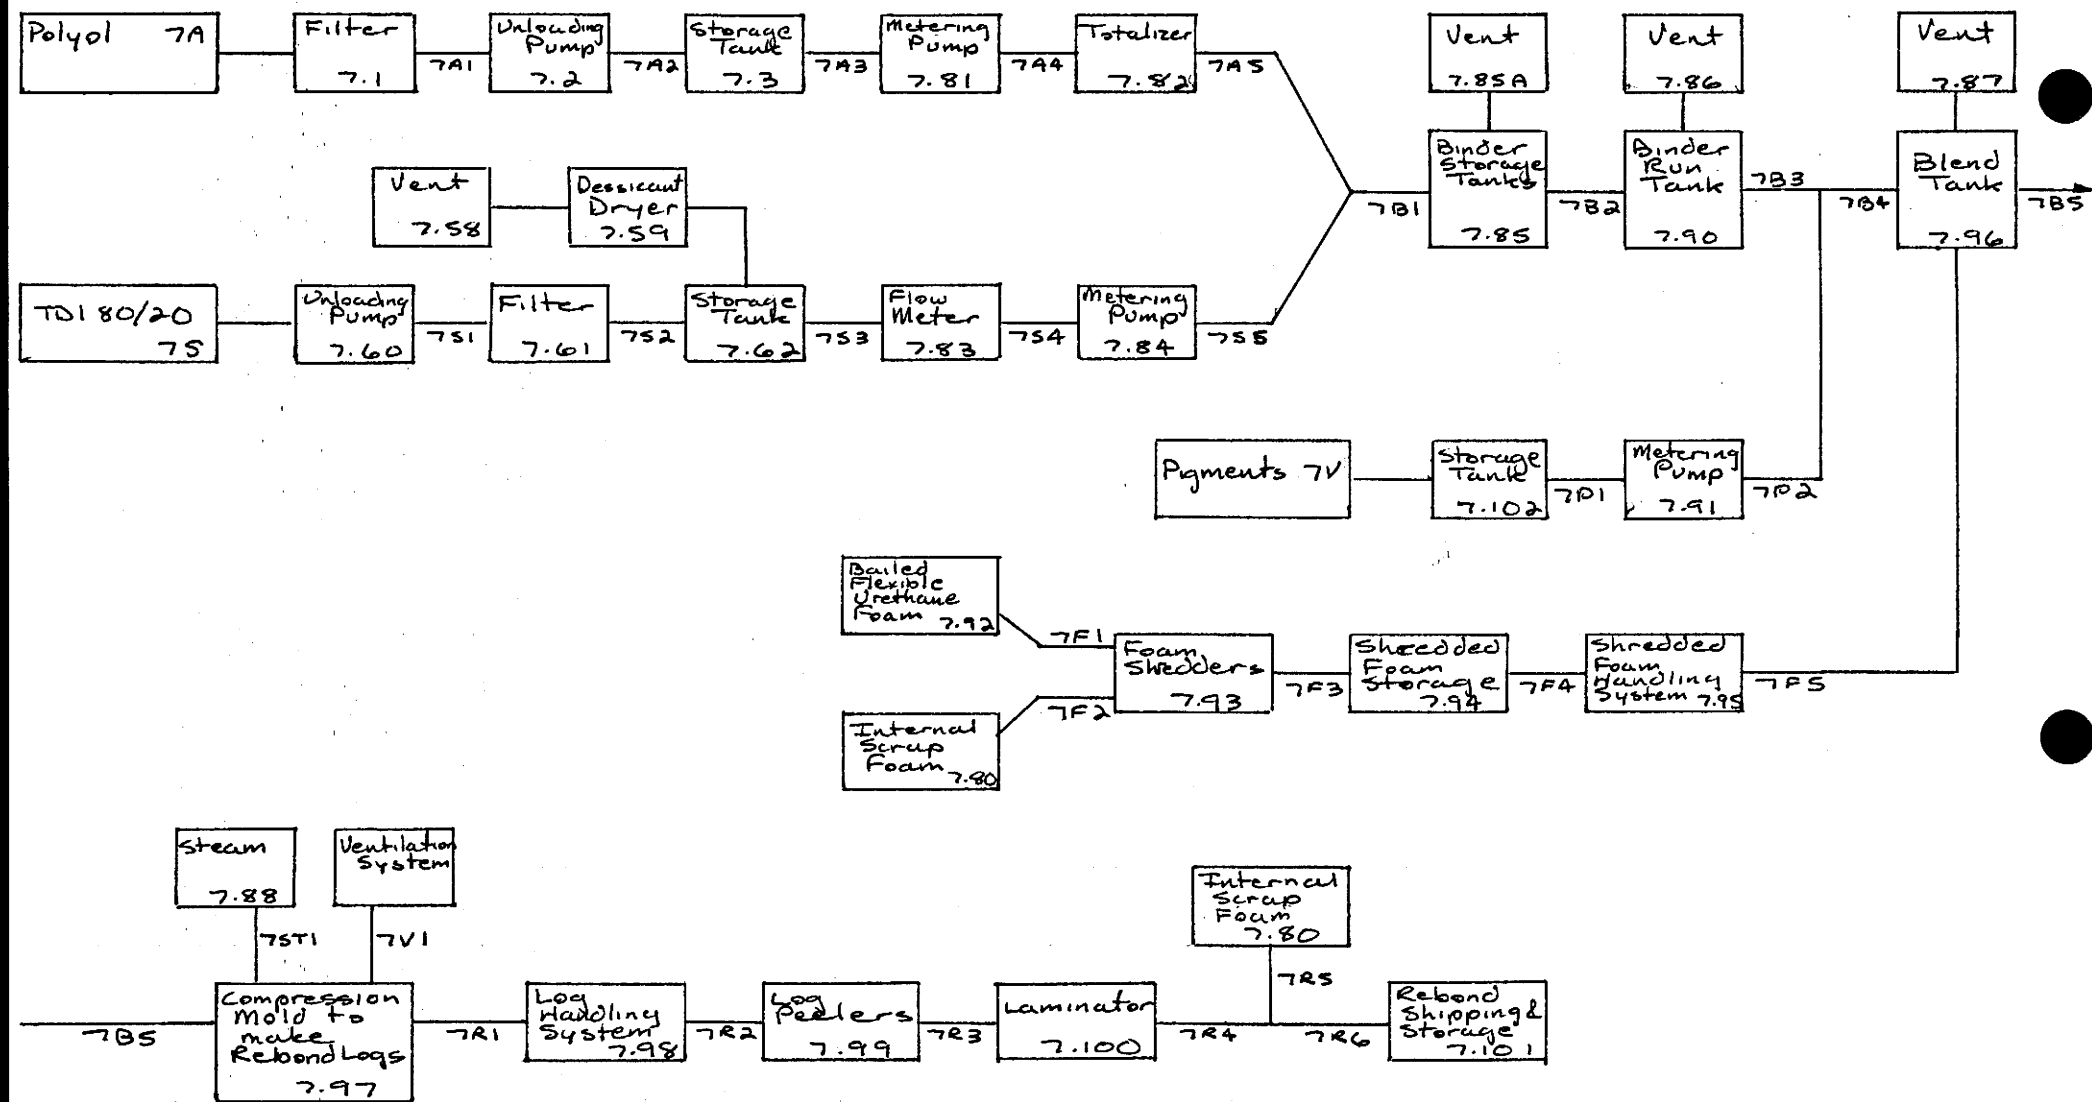 Polyol 7A
Filter
7.1
7A1
Unloading
Pump
7.2
7A2
Storage
Tank
7.3
7A3
Metering
Pump
7.81
7A4
Totalizer
7.82
7A5
Vent
7.85A
Vent
7.86
Vent
7.87
Vent
7.58
Dessicant
Dryer
7.59
7B1
Binder
Storage
Tanks
7.85
7B2
Binder
Run
Tank
7.90
7B3
7B4
Blend
Tank
7.96
7B5
TDI 80/20
7S
Unloading
Pump
7.60
7S1
Filter
7.61
7S2
Storage
Tank
7.62
7S3
Flow
Meter
7.83
7S4
Metering
Pump
7.84
7S5
Pigments 7V
Storage
Tank
7.102
7P1
Metering
Pump
7.91
7P2
Bailed
Flexible
Urethane
Foam 7.92
7F1
Internal
Scrap
Foam 7.80
7F2
Foam
Shredders
7.93
7F3
Shredded
Foam
Storage
7.94
7F4
Shredded
Foam
Handling
System 7.95
7F5
Steam
7.88
7ST1
Ventilation
System
7V1
7B5
Compression
Mold to
make
Rebond Logs
7.97
7R1
Log
Handling
System
7.98
7R2
Log
Peelers
7.99
7R3
Laminator
7.100
7R4
Internal
Scrap
Foam
7.80
7R5
7R6
Rebond
Shipping &
Storage
7.101